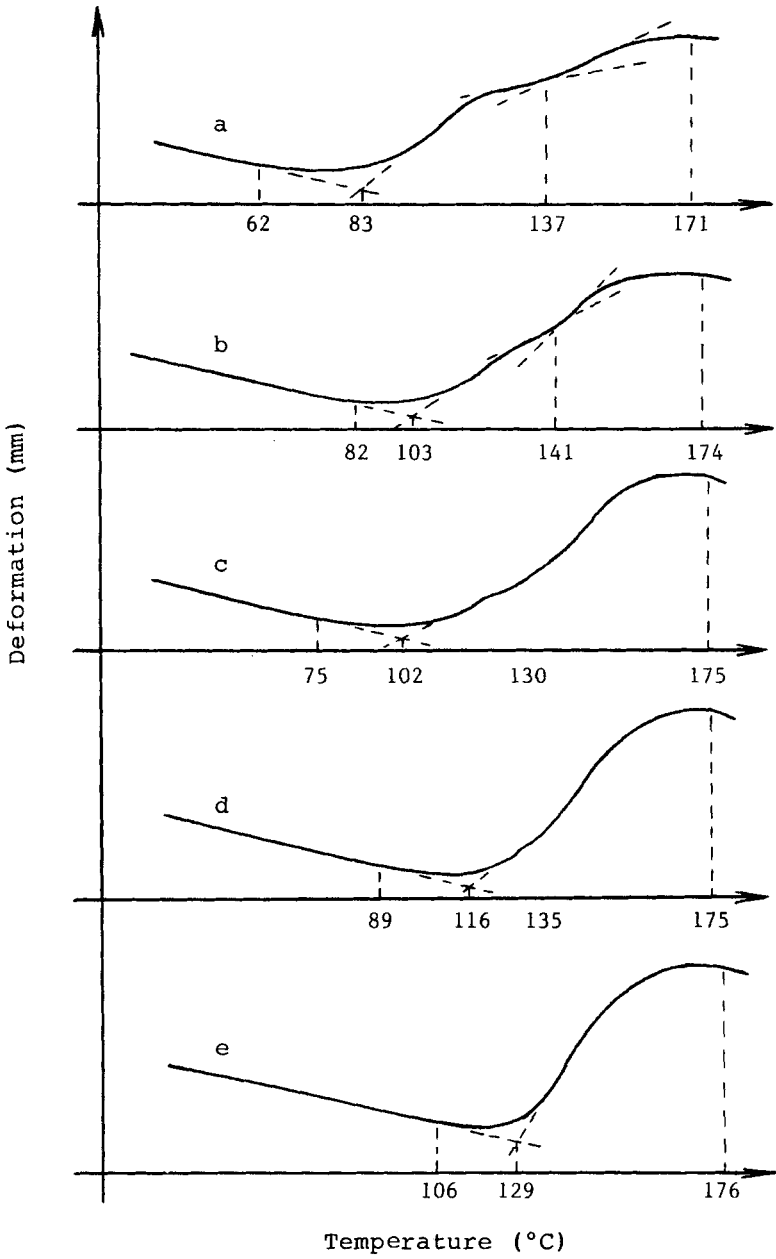 a
62 83 137 171
b
82 103 141 174
Deformation (mm)
c
75 102 130 175
d
89 116 135 175
e
106 129 176
Temperature (°C)